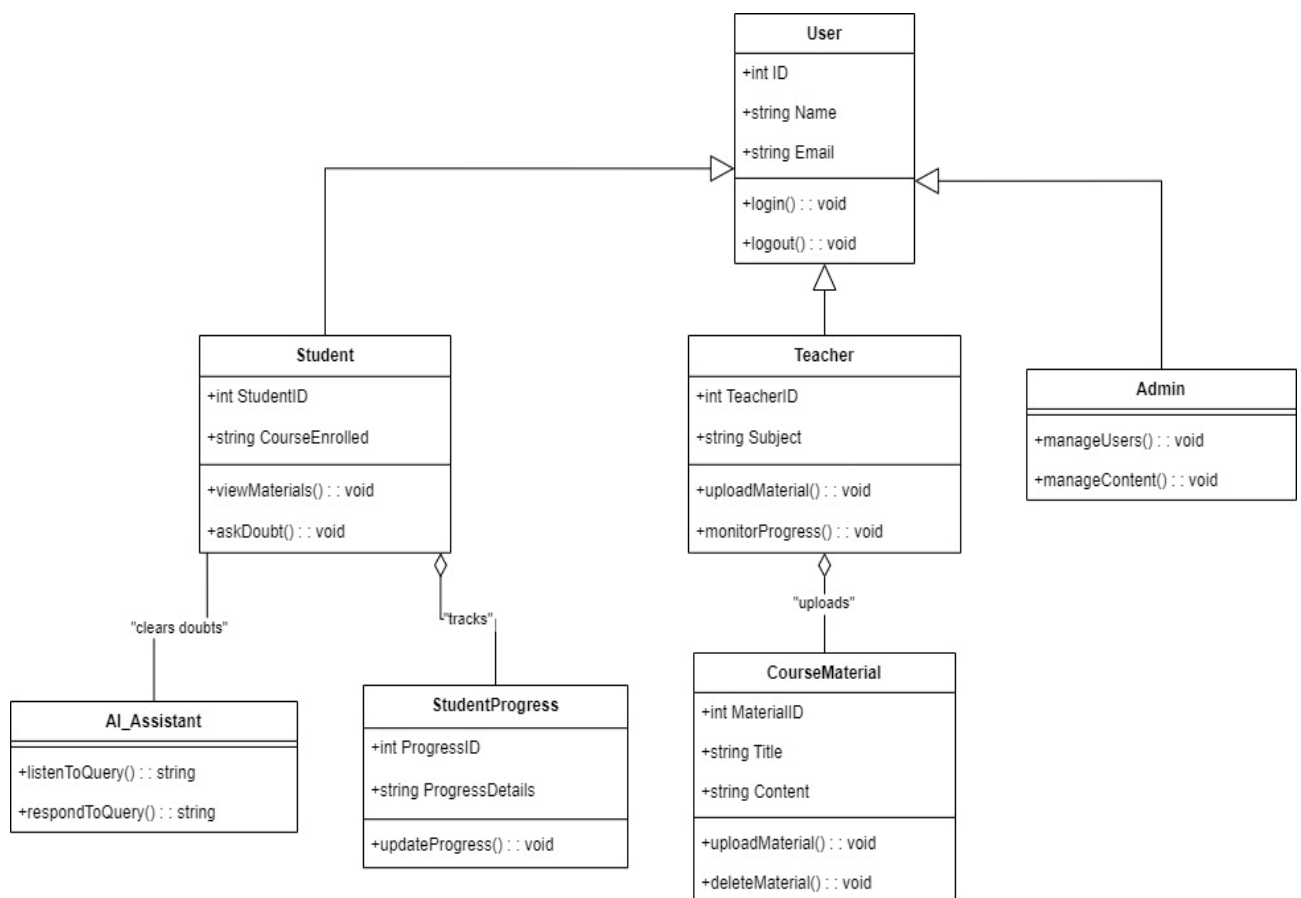 User
+int ID
+string Name
+string Email
+login() : : void
+logout() : : void
Student
+int StudentID
+string CourseEnrolled
+viewMaterials() : : void
+askDoubt() : : void
Teacher
+int TeacherID
+string Subject
+uploadMaterial() : : void
+monitorProgress() : : void
Admin
+manageUsers() : : void
+manageContent() : : void
"clears doubts"
"tracks"
"uploads"
AI_Assistant
+listenToQuery() : : string
+respondToQuery() : : string
StudentProgress
+int ProgressID
+string ProgressDetails
+updateProgress() : : void
CourseMaterial
+int MaterialID
+string Title
+string Content
+uploadMaterial() : : void
+deleteMaterial() : : void